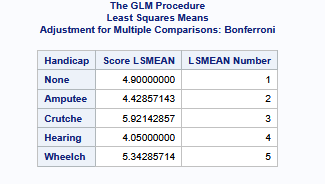 The GLM Procedure
Least Squares Means
Adjustment for Multiple Comparisons: Bonferroni
Handicap Score LSMEAN LSMEAN Number
None 4.90000000 1
Amputee 4.42857143 2
Crutche 5.92142857 3
Hearing 4.05000000 4
Wheelch 5.34285714 5